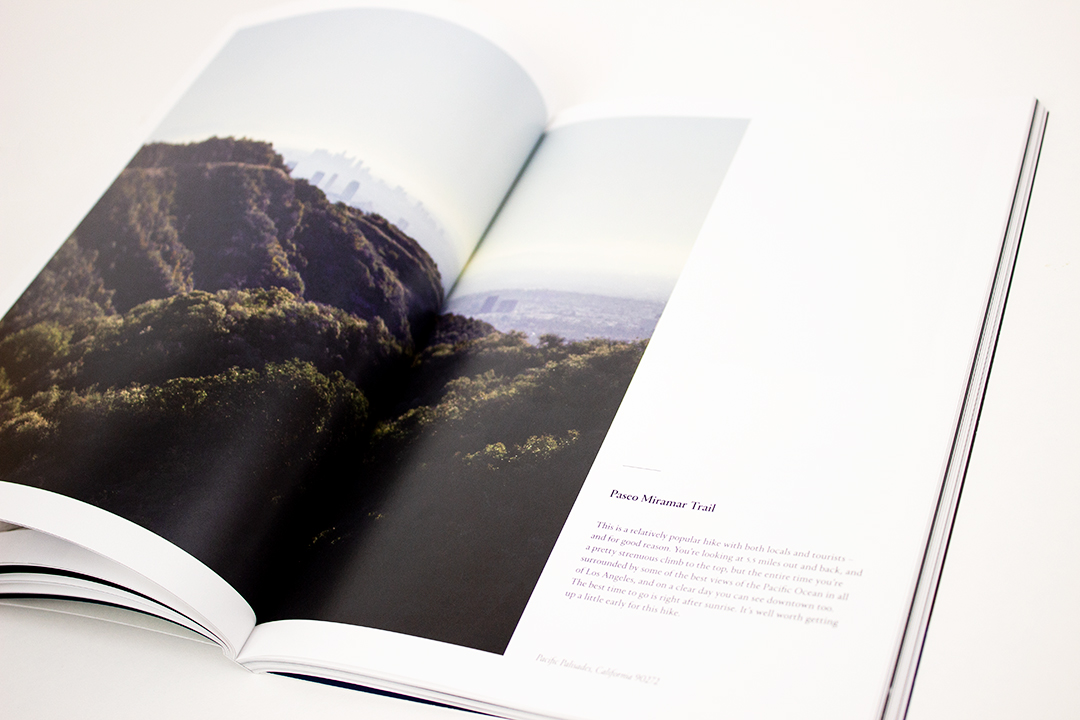 Paseo Miramar Trail
This is a relatively popular hike with both locals and tourists –
and for good reason. You're looking at 5.5 miles out and back, and
a pretty strenuous climb to the top, but the entire time you're
surrounded by some of the best views of the Pacific Ocean in all
of Los Angeles, and on a clear day you can see downtown too.
The best time to go is right after sunrise. It's well worth getting
up a little early for this hike.
Pacific Palisades, California 90272